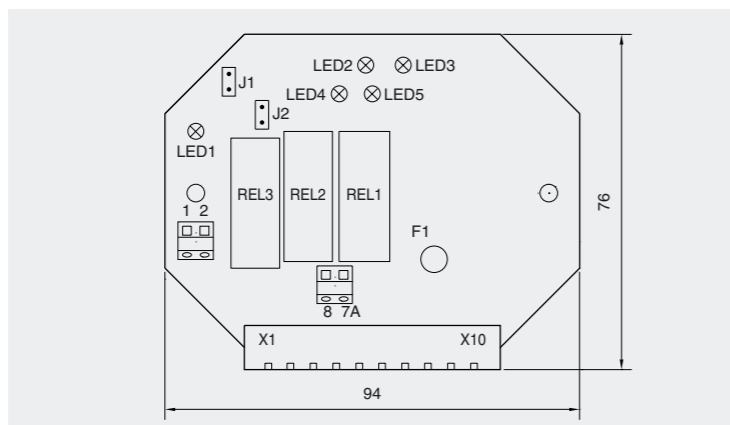 LED2 LED3
J1
LED4 LED5
J2
LED1
REL3 REL2 REL1
76
1 2
F1
8 7A
X1 X10
94